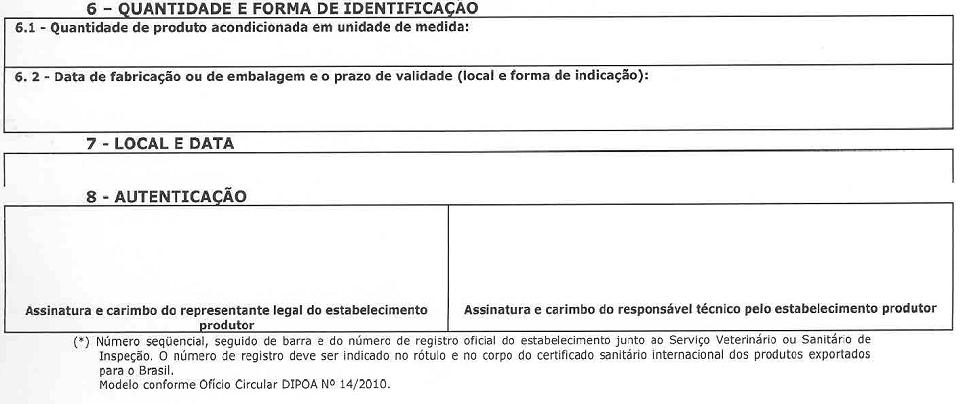 6 – QUANTIDADE E FORMA DE IDENTIFICAÇÃO
6.1 - Quantidade de produto acondicionada em unidade de medida:
6. 2 - Data de fabricação ou de embalagem e o prazo de validade (local e forma de indicação):
7 - LOCAL E DATA
8 - AUTENTICAÇÃO
Assinatura e carimbo do representante legal do estabelecimento
produtor
Assinatura e carimbo do responsável técnico pelo estabelecimento produtor
(*) Número seqüencial, seguido de barra e do número de registro oficial do estabelecimento junto ao Serviço Veterinário ou Sanitário de
Inspeção. O número de registro deve ser indicado no rótulo e no corpo do certificado sanitário internacional dos produtos exportados
para o Brasil.
Modelo conforme Ofício Circular DIPOA Nº 14/2010.